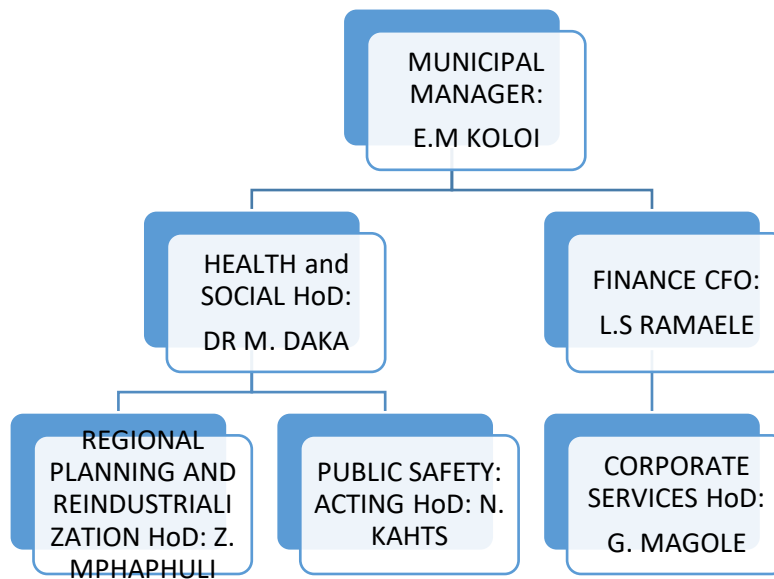 MUNICIPAL
MANAGER:
E.M KOLOI
HEALTH and
SOCIAL HoD:
DR M. DAKA
FINANCE CFO:
L.S RAMAELE
REGIONAL
PLANNING AND
REINDUSTRIALI
ZATION HoD: Z.
MPHAPHULI
PUBLIC SAFETY:
ACTING HoD: N.
KAHTS
CORPORATE
SERVICES HoD:
G. MAGOLE